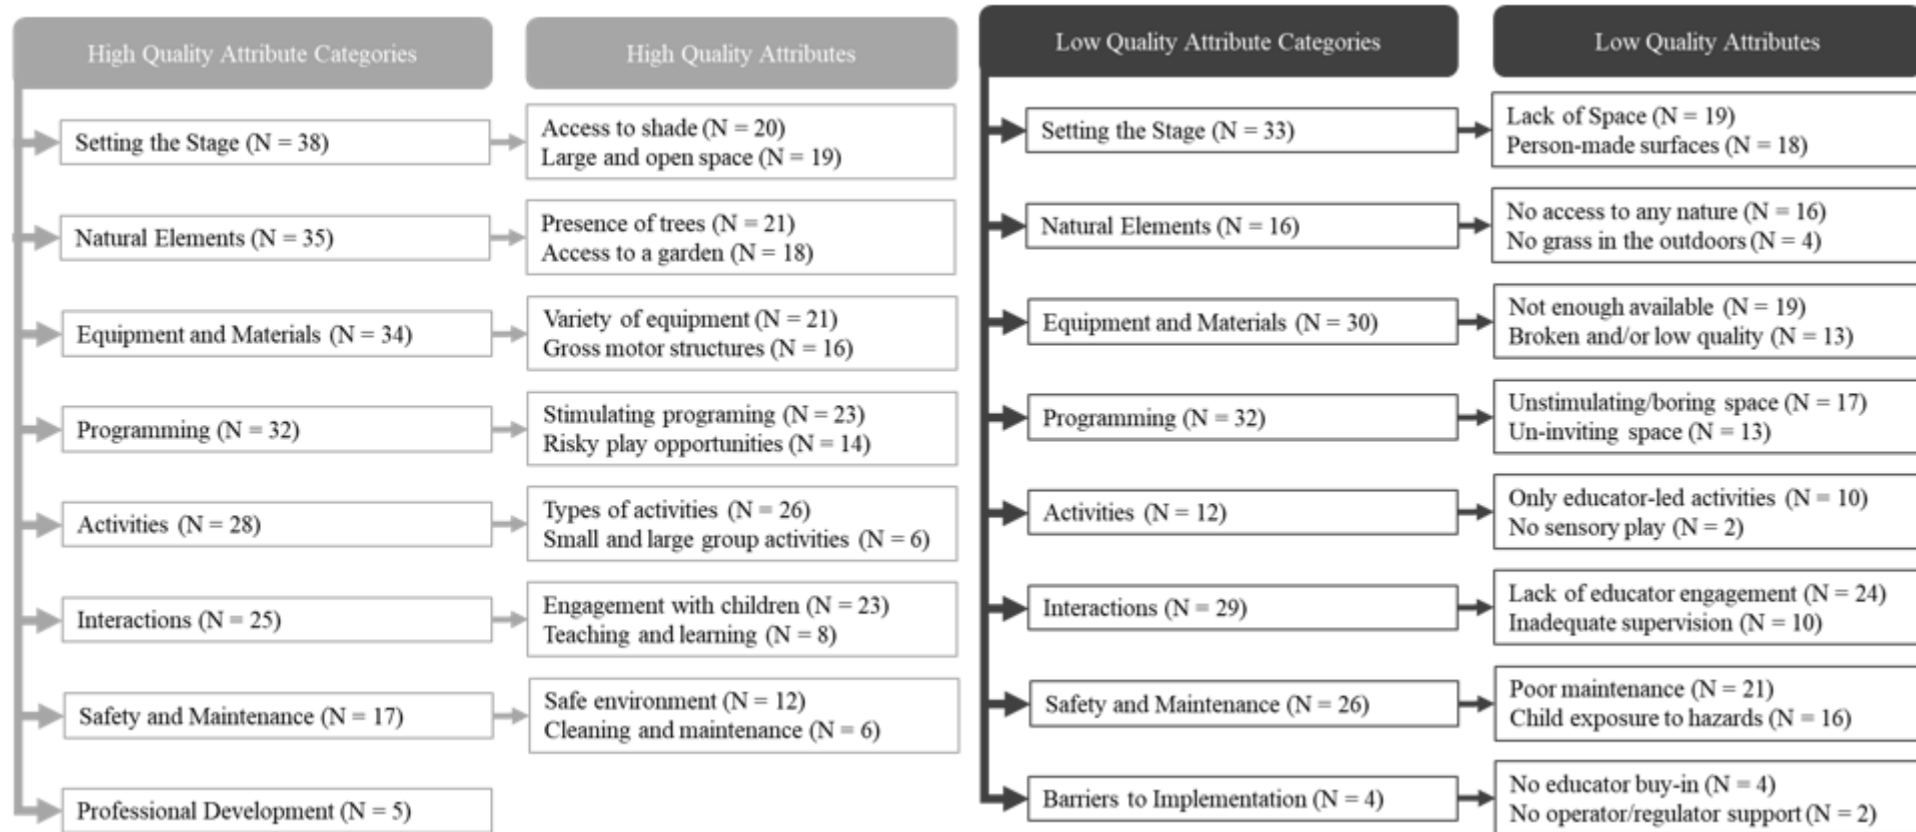 High Quality Attribute Categories
High Quality Attributes
Setting the Stage (N = 38)
Access to shade (N = 20)
Large and open space (N = 19)
Natural Elements (N = 35)
Presence of trees (N = 21)
Access to a garden (N = 18)
Equipment and Materials (N = 34)
Variety of equipment (N = 21)
Gross motor structures (N = 16)
Programming (N = 32)
Stimulating programing (N = 23)
Risky play opportunities (N = 14)
Activities (N = 28)
Types of activities (N = 26)
Small and large group activities (N = 6)
Interactions (N = 25)
Engagement with children (N = 23)
Teaching and learning (N = 8)
Safety and Maintenance (N = 17)
Safe environment (N = 12)
Cleaning and maintenance (N = 6)
Professional Development (N = 5)
Low Quality Attribute Categories
Low Quality Attributes
Setting the Stage (N = 33)
Lack of Space (N = 19)
Person-made surfaces (N = 18)
Natural Elements (N = 16)
No access to any nature (N = 16)
No grass in the outdoors (N = 4)
Equipment and Materials (N = 30)
Not enough available (N = 19)
Broken and/or low quality (N = 13)
Programming (N = 32)
Unstimulating/boring space (N = 17)
Un-inviting space (N = 13)
Activities (N = 12)
Only educator-led activities (N = 10)
No sensory play (N = 2)
Interactions (N = 29)
Lack of educator engagement (N = 24)
Inadequate supervision (N = 10)
Safety and Maintenance (N = 26)
Poor maintenance (N = 21)
Child exposure to hazards (N = 16)
Barriers to Implementation (N = 4)
No educator buy-in (N = 4)
No operator/regulator support (N = 2)